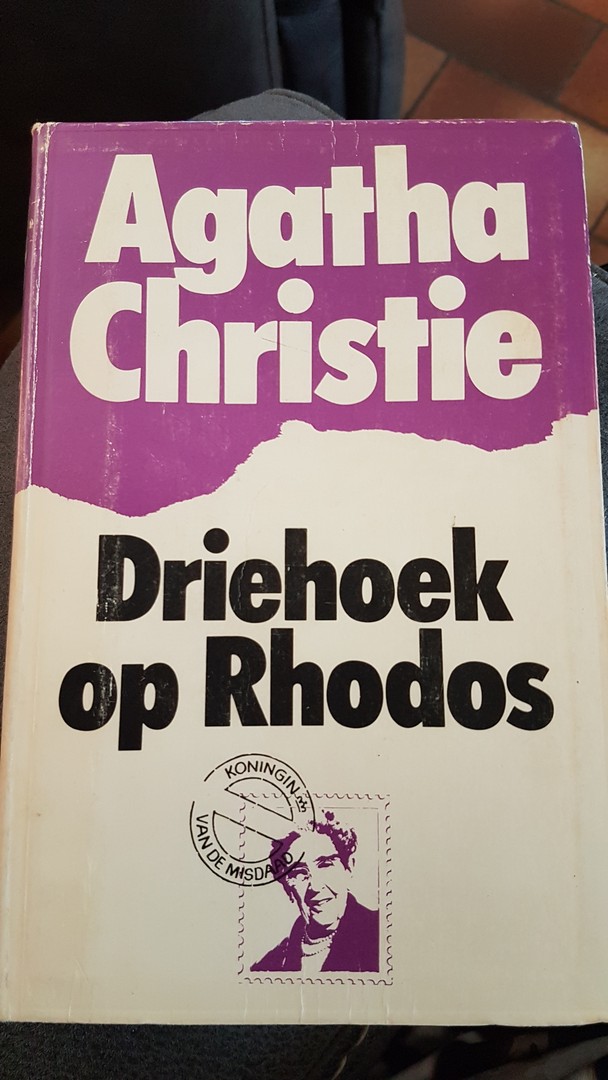 Agatha
Christie
Driehoek
op Rhodos
KONINGIN
VAN DE MISDAAD